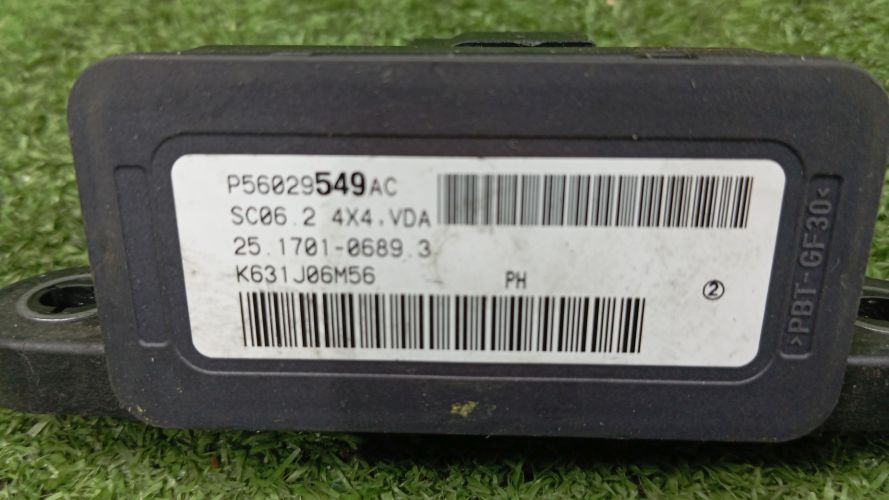 P56029549AC
SC06.2 4X4.VDA
25.1701-0689.3
K631J06M56 PH
②
>PBT-GF30<